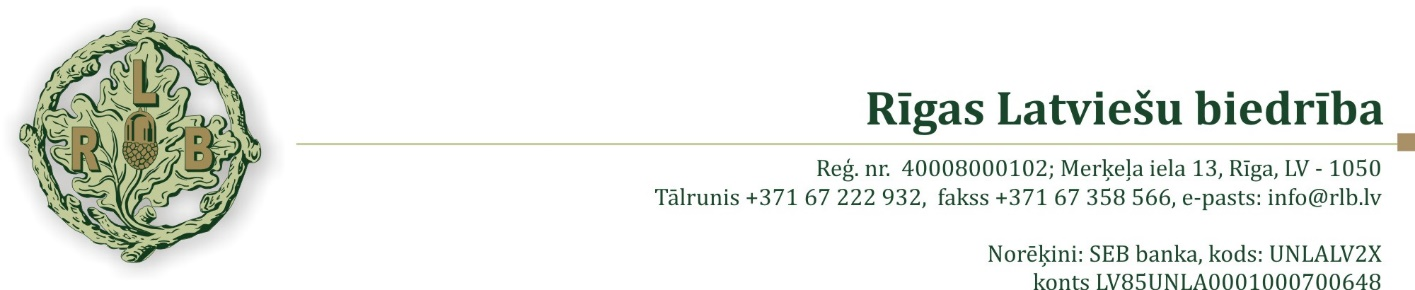 L
R B
Rīgas Latviešu biedrība
Reģ. nr. 40008000102; Merķeļa iela 13, Rīga, LV - 1050
Tālrunis +371 67 222 932, fakss +371 67 358 566, e-pasts: info@rlb.lv
Norēķini: SEB banka, kods: UNLALV2X
konts LV85UNLA0001000700648